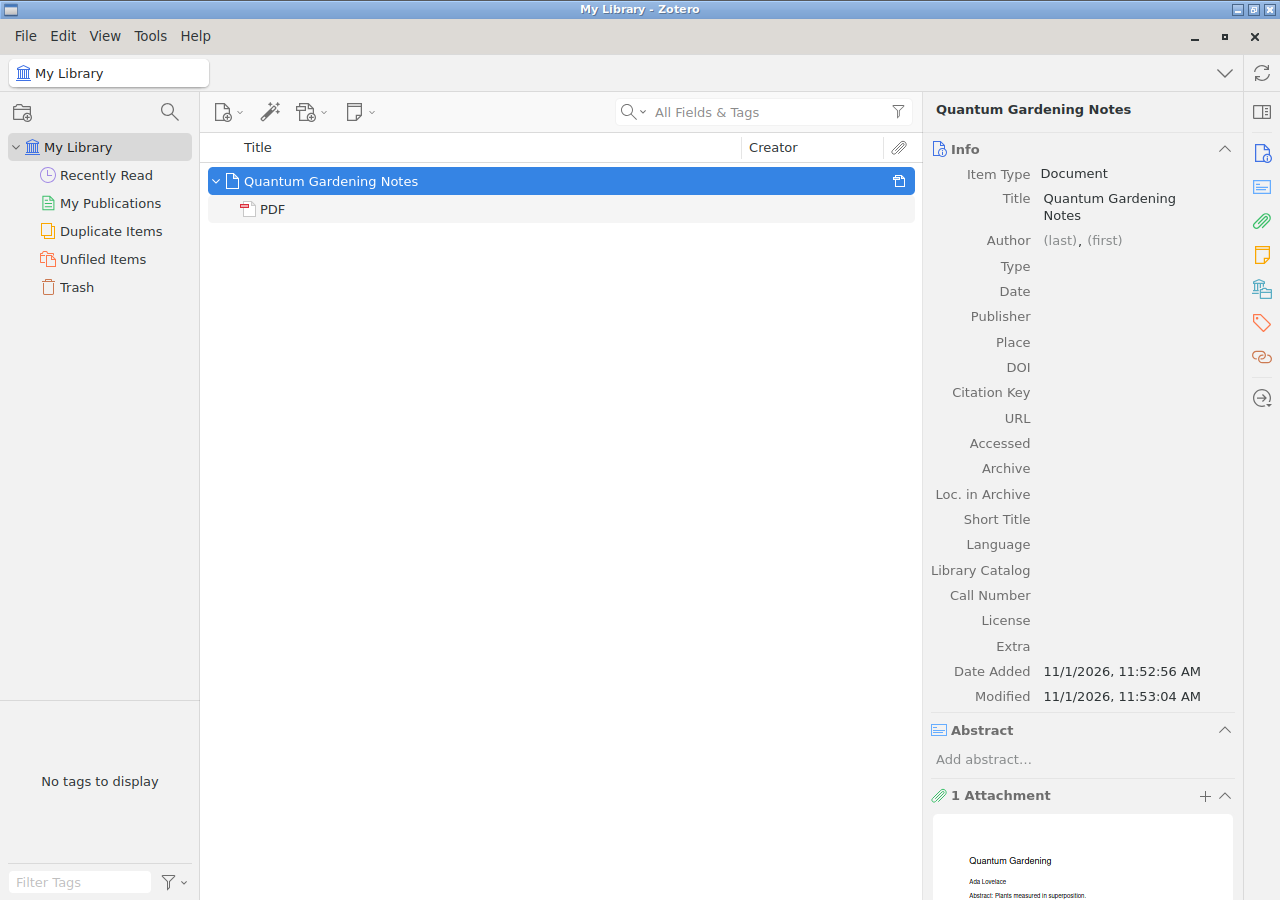 My Library - Zotero
File Edit View Tools Help
My Library
All Fields & Tags
My Library
Recently Read
My Publications
Duplicate Items
Unfiled Items
Trash
No tags to display
Filter Tags
Title Creator
Quantum Gardening Notes
PDF
Quantum Gardening Notes
Info
Item Type Document
Title Quantum Gardening
Notes
Author (last), (first)
Type
Date
Publisher
Place
DOI
Citation Key
URL
Accessed
Archive
Loc. in Archive
Short Title
Language
Library Catalog
Call Number
License
Extra
Date Added 11/1/2026, 11:52:56 AM
Modified 11/1/2026, 11:53:04 AM
Abstract
Add abstract...
1 Attachment
Quantum Gardening
Ada Lovelace
Abstract: Plants measured in superposition.